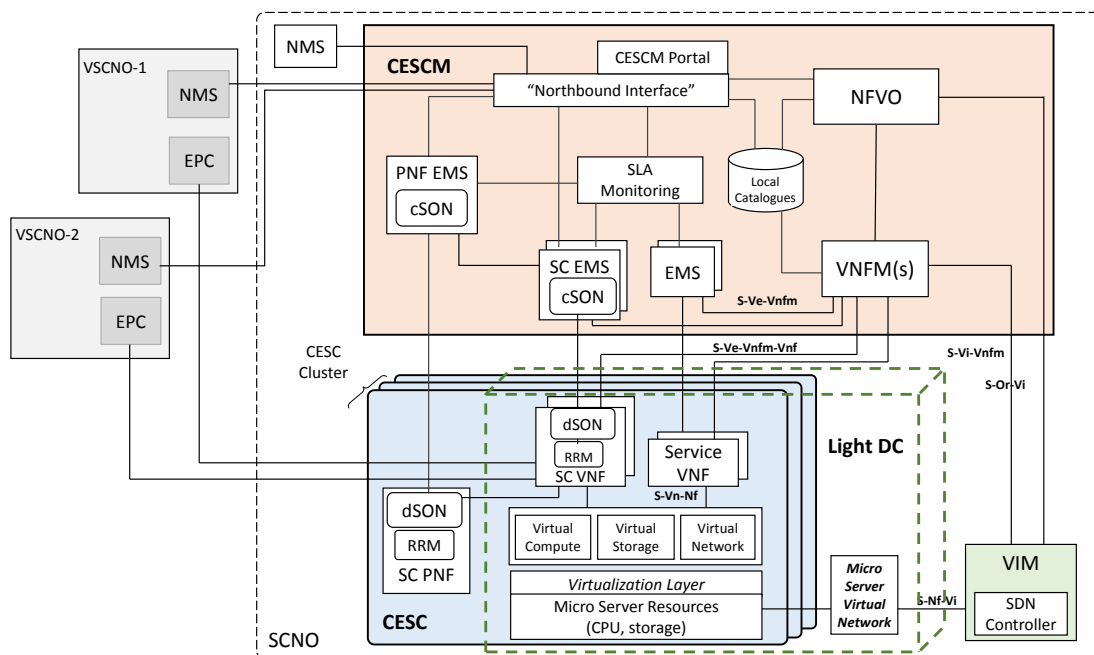 NMS
CESCM
CESCM Portal
“Northbound Interface”
NFVO
VSCNO-1
NMS
EPC
PNF EMS
cSON
SLA
Monitoring
Local
Catalogues
VSCNO-2
NMS
EPC
SC EMS
cSON
EMS
VNFM(s)
S-Ve-Vnfm
S-Ve-Vnfm-Vnf
S-Vi-Vnfm
S-Or-Vi
CESC
Cluster
dSON
RRM
SC VNF
Service
VNF
Light DC
S-Vn-Nf
dSON
RRM
SC PNF
Virtual
Compute
Virtual
Storage
Virtual
Network
Virtualization Layer
Micro Server Resources
(CPU, storage)
Micro
Server
Virtual
Network
S-Nf-Vi
VIM
SDN
Controller
CESC
SCNO